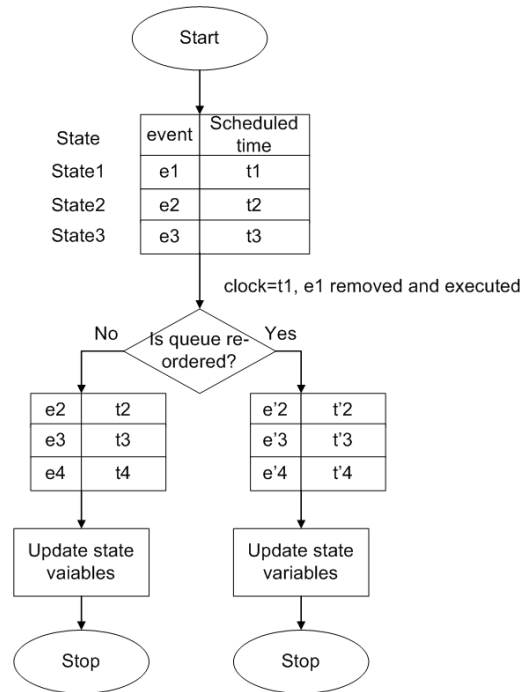 Start
State event Scheduled
time
State1 e1 t1
State2 e2 t2
State3 e3 t3
clock=t1, e1 removed and executed
No Is queue re- Yes
ordered?
e2 t2 e'2 t'2
e3 t3 e'3 t'3
e4 t4 e'4 t'4
Update state Update state
vaiables variables
Stop Stop